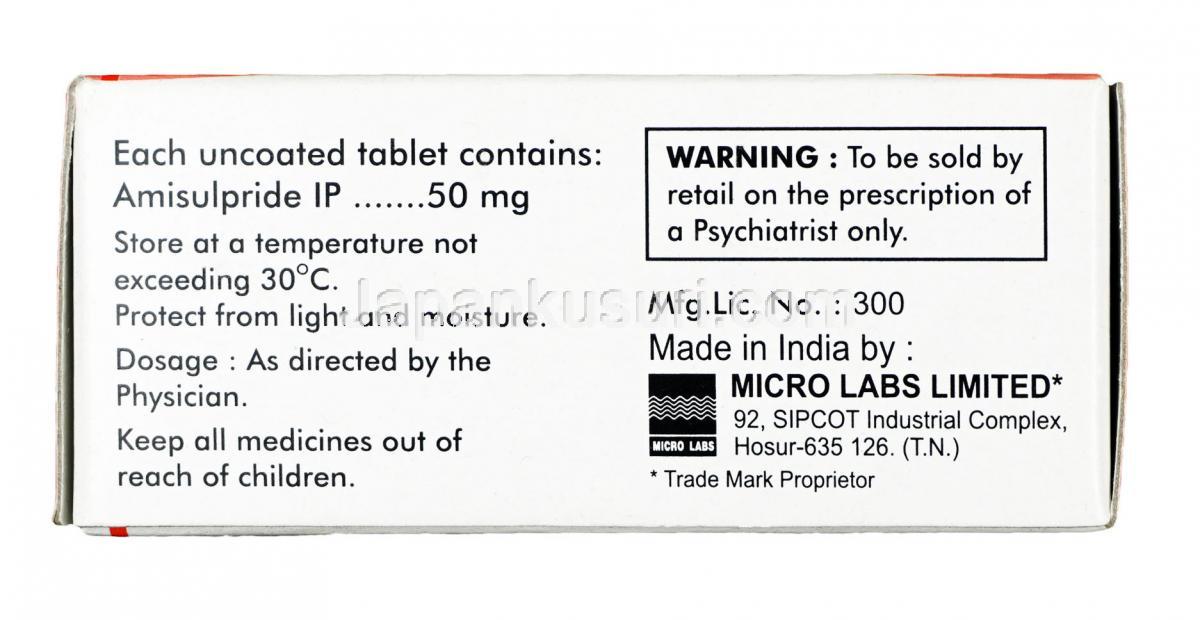 Each uncoated tablet contains:
Amisulpride IP .......50 mg
Store at a temperature not
exceeding 30°C.
Protect from light and moisture.
Dosage : As directed by the
Physician.
Keep all medicines out of
reach of children.
WARNING : To be sold by
retail on the prescription of
a Psychiatrist only.
Mfg.Lic. No. : 300
Made in India by :
MICRO LABS LIMITED*
MICRO LABS
92, SIPCOT Industrial Complex,
Hosur-635 126. (T.N.)
* Trade Mark Proprietor
Japankusuri.com